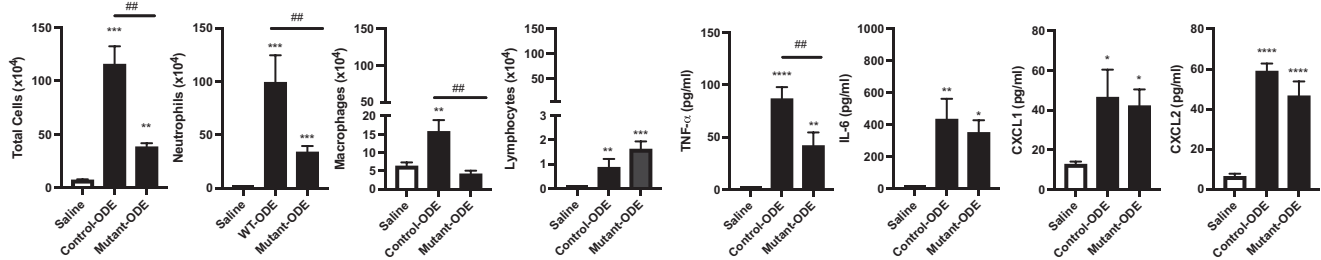 Total Cells (x10⁴)
150
100
50
0
***
**
##
Saline
Control-ODE
Mutant-ODE
Neutrophils (x10⁴)
150
100
50
0
***
***
##
Saline
WT-ODE
Mutant-ODE
Macrophages (x10⁴)
150
100
50
20
15
10
5
0
**
##
Saline
Control-ODE
Mutant-ODE
Lymphocytes (x10⁴)
150
100
50
3
2
1
0
**
***
Saline
Control-ODE
Mutant-ODE
TNF-α (pg/ml)
150
100
50
0
****
**
##
Saline
Control-ODE
Mutant-ODE
IL-6 (pg/ml)
1000
800
600
400
200
0
**
*
Saline
Control-ODE
Mutant-ODE
CXCL1 (pg/ml)
80
60
40
20
0
*
*
Saline
Control-ODE
Mutant-ODE
CXCL2 (pg/ml)
80
60
40
20
0
****
****
Saline
Control-ODE
Mutant-ODE